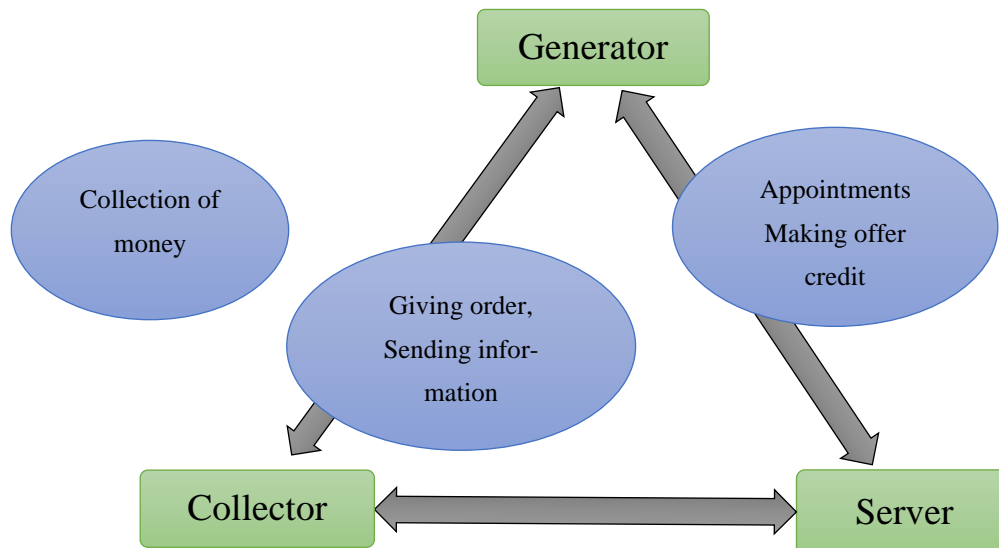 Generator
Collection of
money
Appointments
Making offer
credit
Giving order,
Sending infor-
mation
Collector
Server